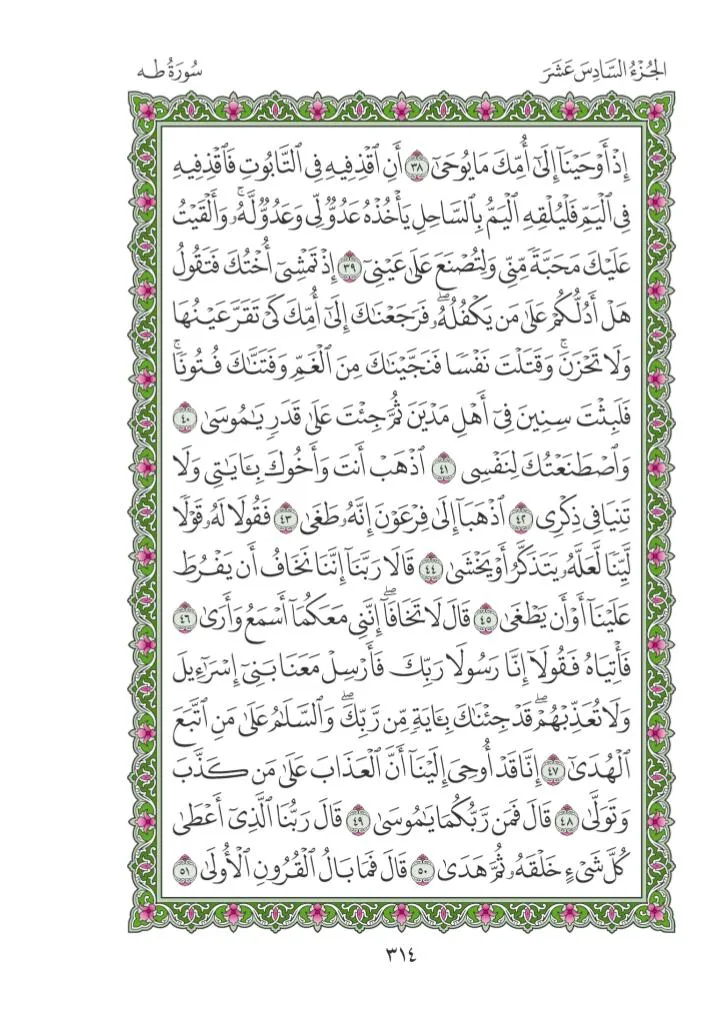 الجُزْءُ السَّادِسَ عَشَرَ
سُورَةُ طه
إِذۡ أَوۡحَيۡنَآ إِلَىٰٓ أُمِّكَ مَا يُوحَىٰٓ ٣٨ أَنِ ٱقۡذِفِيهِ فِي ٱلتَّابُوتِ فَٱقۡذِفِيهِ
فِي ٱلۡيَمِّ فَلۡيُلۡقِهِ ٱلۡيَمُّ بِٱلسَّاحِلِ يَأۡخُذۡهُ عَدُوّٞ لِّي وَعَدُوّٞ لَّهُۥۚ وَأَلۡقَيۡتُ
عَلَيۡكَ مَحَبَّةٗ مِّنِّي وَلِتُصۡنَعَ عَلَىٰ عَيۡنِيٓ ٣٩ إِذۡ تَمۡشِيٓ أُخۡتُكَ فَتَقُولُ
هَلۡ أَدُلُّكُمۡ عَلَىٰ مَن يَكۡفُلُهُۥۖ فَرَجَعۡنَٰكَ إِلَىٰٓ أُمِّكَ كَيۡ تَقَرَّ عَيۡنُهَا
وَلَا تَحۡزَنَۚ وَقَتَلۡتَ نَفۡسٗا فَنَجَّيۡنَٰكَ مِنَ ٱلۡغَمِّ وَفَتَنَّٰكَ فُتُونٗاۚ
فَلَبِثۡتَ سِنِينَ فِيٓ أَهۡلِ مَدۡيَنَ ثُمَّ جِئۡتَ عَلَىٰ قَدَرٖ يَٰمُوسَىٰ ٤٠
وَٱصۡطَنَعۡتُكَ لِنَفۡسِي ٤١ ٱذۡهَبۡ أَنتَ وَأَخُوكَ بِـَٔايَٰتِي وَلَا
تَنِيَا فِي ذِكۡرِي ٤٢ ٱذۡهَبَآ إِلَىٰ فِرۡعَوۡنَ إِنَّهُۥ طَغَىٰ ٤٣ فَقُولَا لَهُۥ قَوۡلٗا
لَّيِّنٗا لَّعَلَّهُۥ يَتَذَكَّرُ أَوۡ يَخۡشَىٰ ٤٤ قَالَا رَبَّنَآ إِنَّنَا نَخَافُ أَن يَفۡرُطَ
عَلَيۡنَآ أَوۡ أَن يَطۡغَىٰ ٤٥ قَالَ لَا تَخَافَآۖ إِنَّنِي مَعَكُمَآ أَسۡمَعُ وَأَرَىٰ ٤٦
فَأۡتِيَاهُ فَقُولَآ إِنَّا رَسُولَا رَبِّكَ فَأَرۡسِلۡ مَعَنَا بَنِيٓ إِسۡرَٰٓءِيلَ
وَلَا تُعَذِّبۡهُمۡۖ قَدۡ جِئۡنَٰكَ بِـَٔايَةٖ مِّن رَّبِّكَۖ وَٱلسَّلَٰمُ عَلَىٰ مَنِ ٱتَّبَعَ
ٱلۡهُدَىٰٓ ٤٧ إِنَّا قَدۡ أُوحِيَ إِلَيۡنَآ أَنَّ ٱلۡعَذَابَ عَلَىٰ مَن كَذَّبَ
وَتَوَلَّىٰ ٤٨ قَالَ فَمَن رَّبُّكُمَا يَٰمُوسَىٰ ٤٩ قَالَ رَبُّنَا ٱلَّذِيٓ أَعۡطَىٰ
كُلَّ شَيۡءٍ خَلۡقَهُۥ ثُمَّ هَدَىٰ ٥٠ قَالَ فَمَا بَالُ ٱلۡقُرُونِ ٱلۡأُولَىٰ ٥١
٣١٤